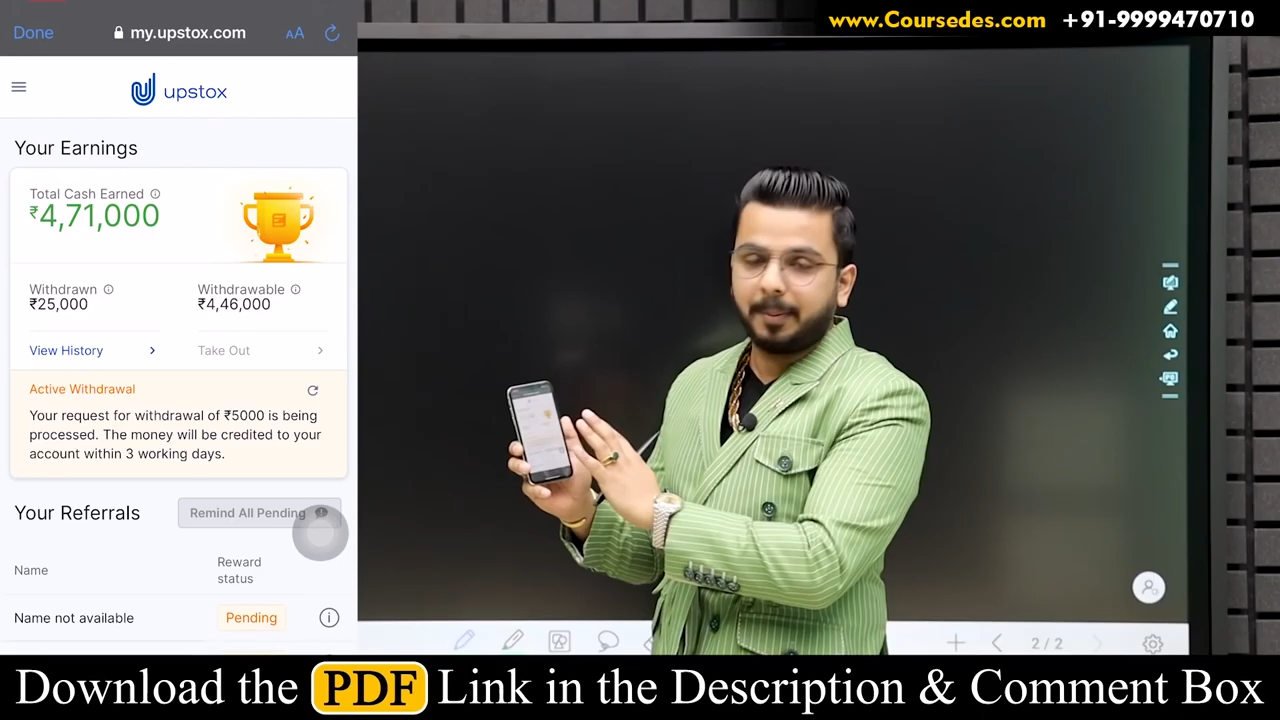 www.Coursedes.com +91-9999470710
Done
my.upstox.com
AA
upstox
Your Earnings
Total Cash Earned
₹4,71,000
Withdrawn
₹25,000
Withdrawable
₹4,46,000
View History
Take Out
Active Withdrawal
Your request for withdrawal of ₹5000 is being
processed. The money will be credited to your
account within 3 working days.
Your Referrals
Remind All Pending
Name
Reward
status
Name not available
Pending
2 / 2
Download the PDF Link in the Description & Comment Box